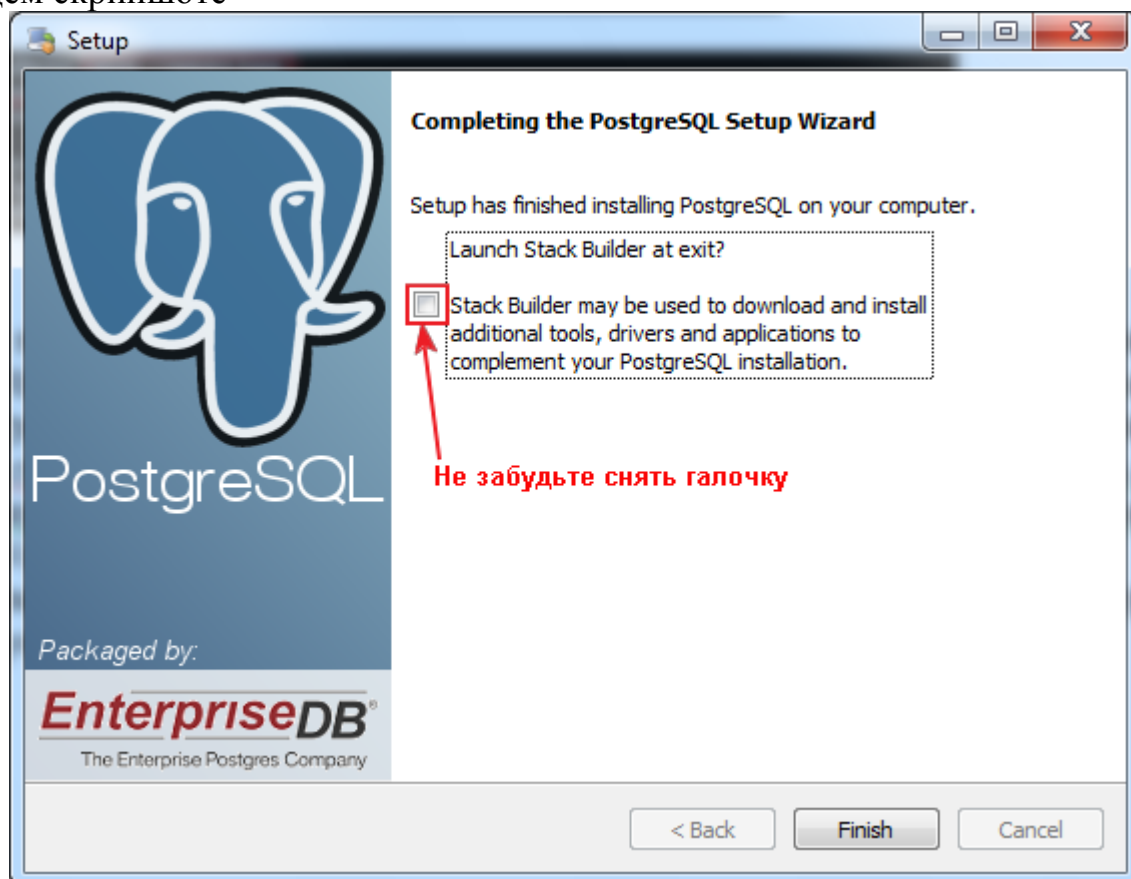 Setup
Completing the PostgreSQL Setup Wizard
Setup has finished installing PostgreSQL on your computer.
Launch Stack Builder at exit?
Stack Builder may be used to download and install
additional tools, drivers and applications to
complement your PostgreSQL installation.
Не забудьте снять галочку
PostgreSQL
Packaged by:
EnterpriseDB®
The Enterprise Postgres Company
< Back
Finish
Cancel